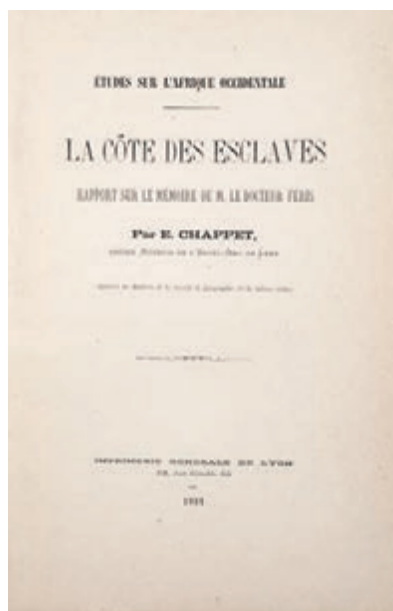 ÉTUDES SUR L'AFRIQUE OCCIDENTALE
LA CÔTE DES ESCLAVES
RAPPORT SUR LE MÉMOIRE DE M. LE DOCTEUR FÉRIS
Par E. CHAPPET,
IMPRIMERIE GÉNÉRALE DE LYON